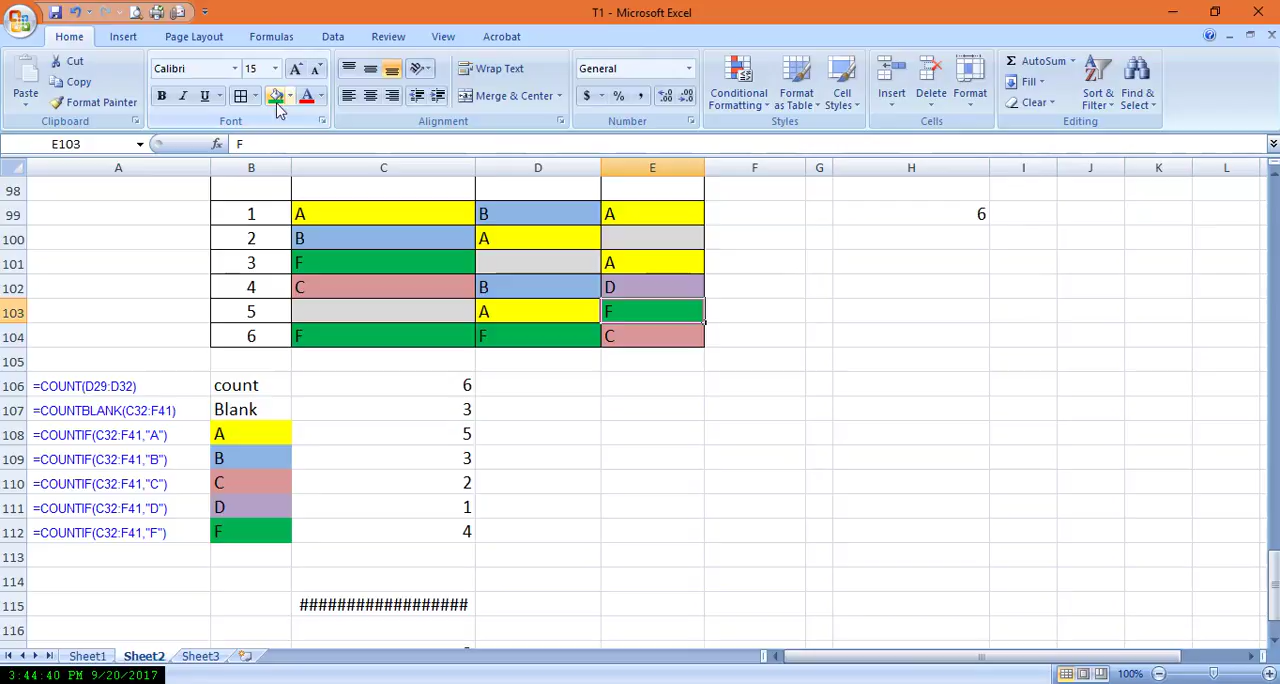 T1 - Microsoft Excel
Home Insert Page Layout Formulas Data Review View Acrobat
Paste Cut Copy Format Painter
Calibri 15
B I U A
Wrap Text
Merge & Center
General
$ % ,
Conditional Formatting Format as Table Cell Styles
Insert Delete Format
AutoSum Fill Clear
Sort & Filter Find & Select
Clipboard Font Alignment Number Styles Cells Editing
E103 fx F
A B C D E F G H I J K L
98
99 1 A B A 6
100 2 B A
101 3 F A
102 4 C B D
103 5 A F
104 6 F F C
105
106 =COUNT(D29:D32) count 6
107 =COUNTBLANK(C32:F41) Blank 3
108 =COUNTIF(C32:F41,"A") A 5
109 =COUNTIF(C32:F41,"B") B 3
110 =COUNTIF(C32:F41,"C") C 2
111 =COUNTIF(C32:F41,"D") D 1
112 =COUNTIF(C32:F41,"F") F 4
113
114
115 ##################
116
Sheet1 Sheet2 Sheet3
3:44:40 PM 9/20/2017 100%